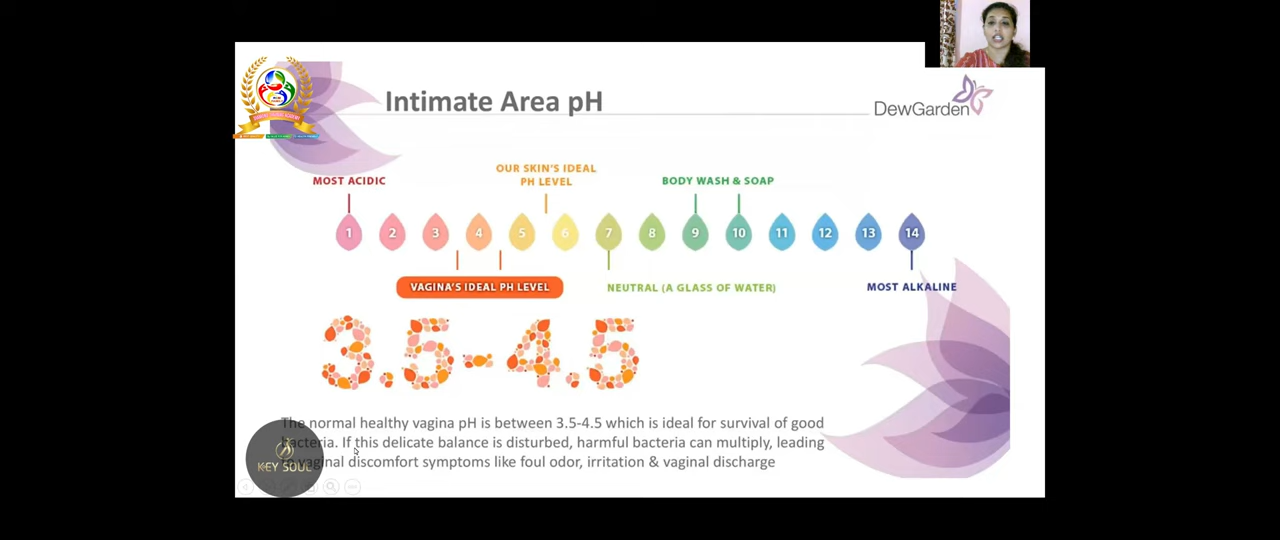 Intimate Area pH
DewGarden
OUR SKIN'S IDEAL
PH LEVEL
MOST ACIDIC
BODY WASH & SOAP
1 2 3 4 5 6 7 8 9 10 11 12 13 14
VAGINA'S IDEAL PH LEVEL
NEUTRAL (A GLASS OF WATER)
MOST ALKALINE
3.5-4.5
The normal healthy vagina pH is between 3.5-4.5 which is ideal for survival of good
bacteria. If this delicate balance is disturbed, harmful bacteria can multiply, leading
to vaginal discomfort symptoms like foul odor, irritation & vaginal discharge
KEY SOUL